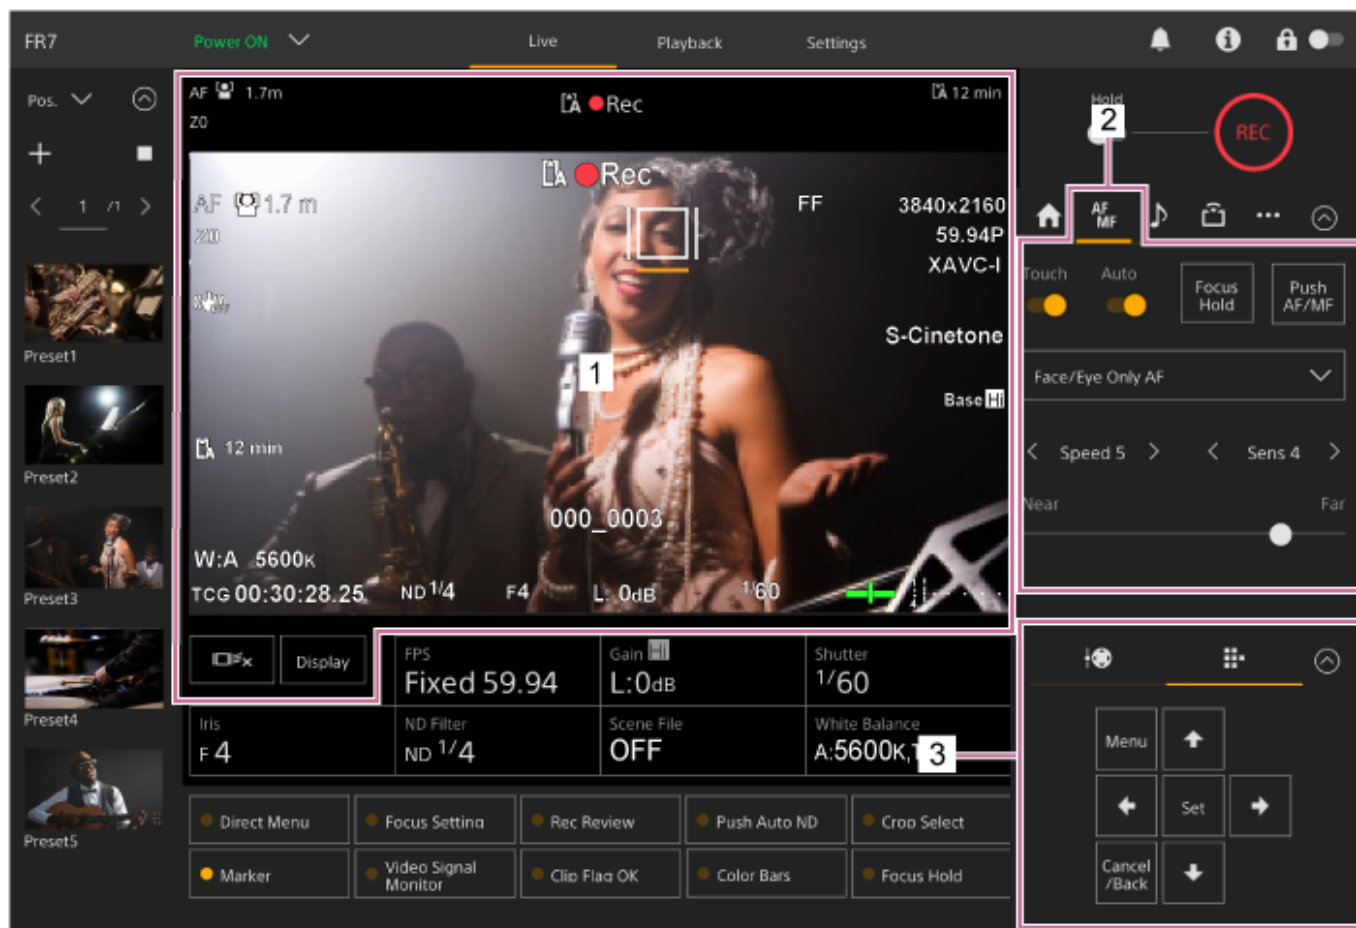 FR7
Power ON
Live
Playback
Settings
Pos.
1 /1
Preset1
Preset2
Preset3
Preset4
Preset5
AF 1.7m
A Rec
A 12 min
Z0
A Rec
AF 1.7 m
Z0
FF
3840x2160
59.94P
XAVC-I
S-Cinetone
Base Hi
1
A 12 min
000_0003
W:A 5600K
TCG 00:30:28.25 ND 1/4 F4 L: 0dB 1/60
Display
FPS
Fixed 59.94
Gain Hi
L:0dB
Shutter
1/60
Iris
F 4
ND Filter
ND 1/4
Scene File
OFF
White Balance
A:5600K,
3
Direct Menu
Focus Setting
Rec Review
Push Auto ND
Crop Select
Marker
Video Signal
Monitor
Clip Flag OK
Color Bars
Focus Hold
Hold
2
REC
AF
MF
Touch
Auto
Focus
Hold
Push
AF/MF
Face/Eye Only AF
Speed 5
Sens 4
Near
Far
Menu
Set
Cancel
/Back